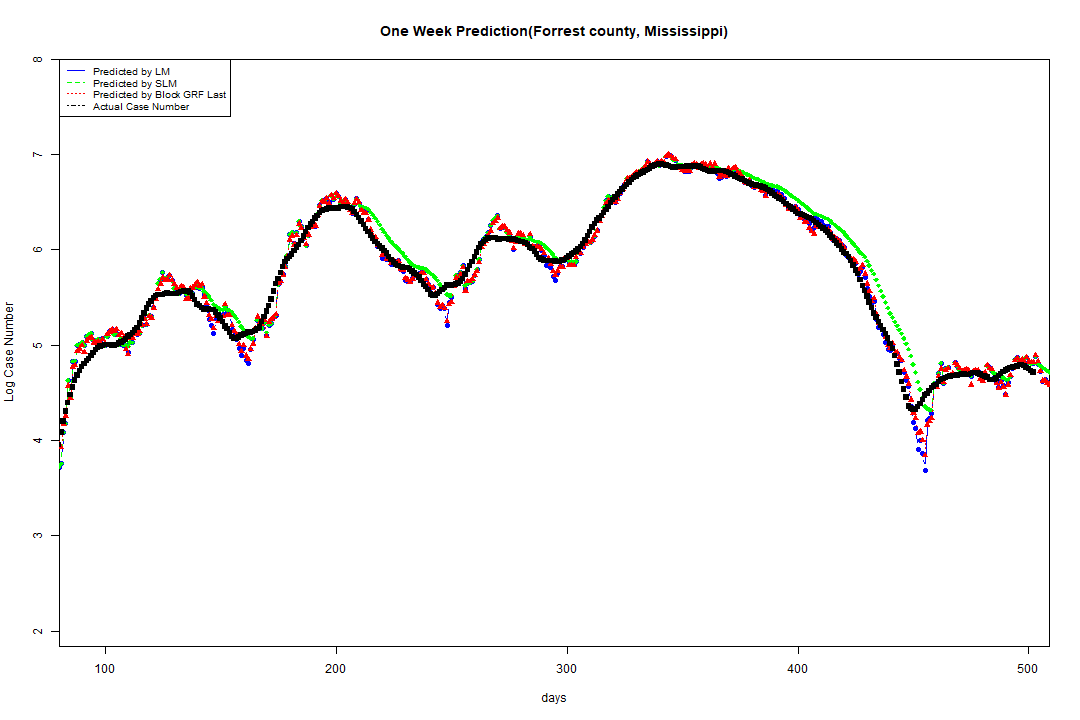 One Week Prediction(Forrest county, Mississippi)
Predicted by LM
Predicted by SLM
Predicted by Block GRF Last
Actual Case Number
8
7
6
5
4
3
2
Log Case Number
100 200 300 400 500
days